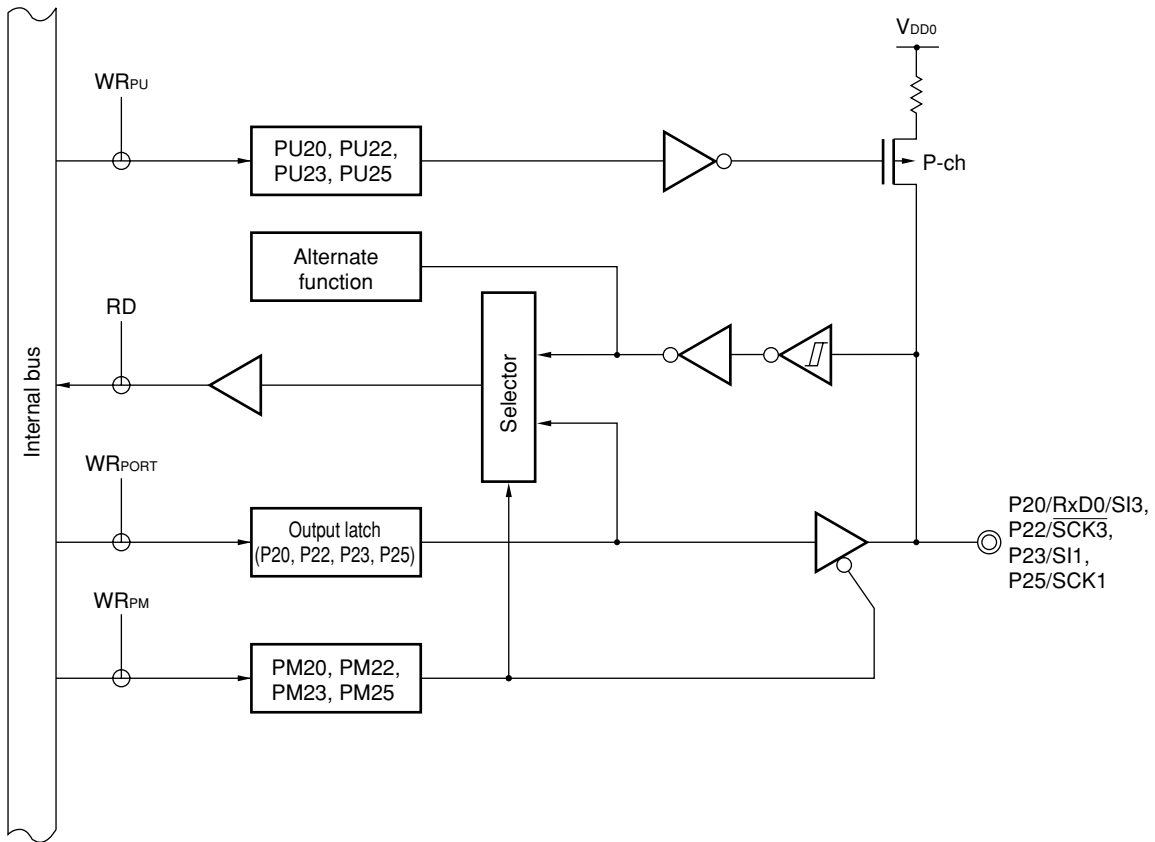 VDD0
WRPU
PU20, PU22,
PU23, PU25
P-ch
Alternate
function
RD
Selector
Internal bus
WRPORT
Output latch
(P20, P22, P23, P25)
P20/RxD0/SI3,
P22/SCK3,
P23/SI1,
P25/SCK1
WRPM
PM20, PM22,
PM23, PM25